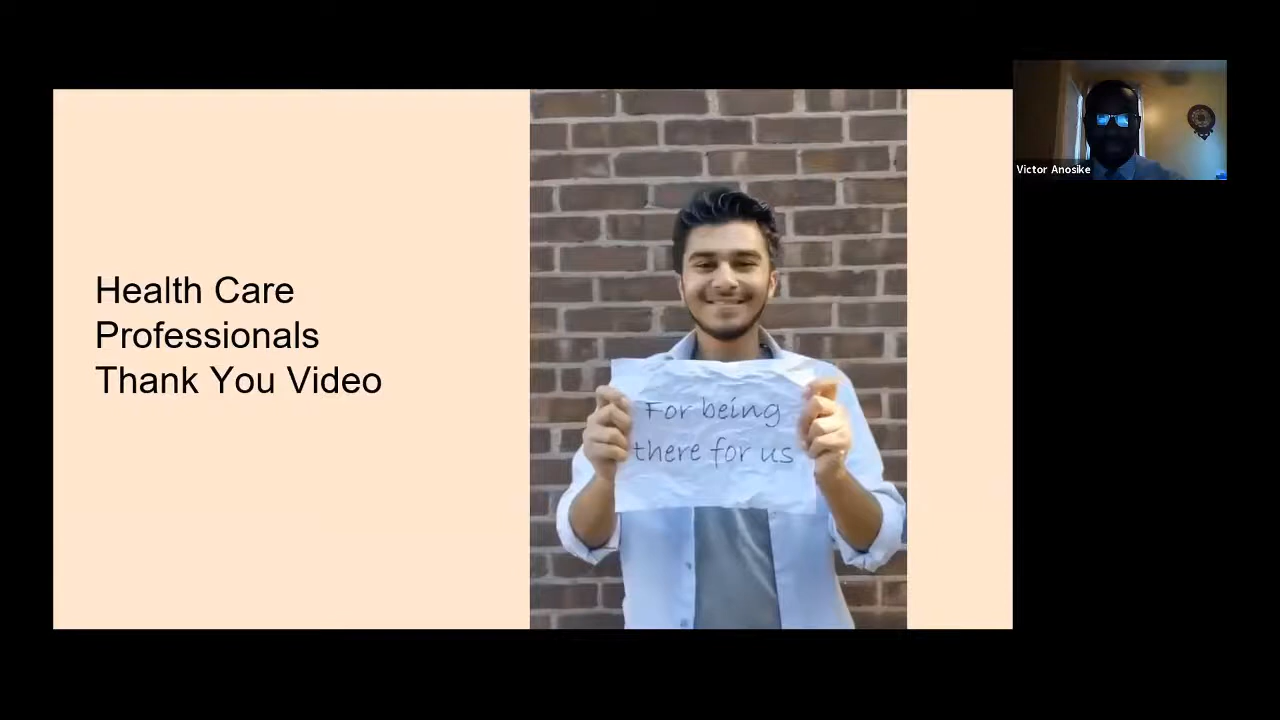 Health Care
Professionals
Thank You Video
For being
there for us
Victor Anosike